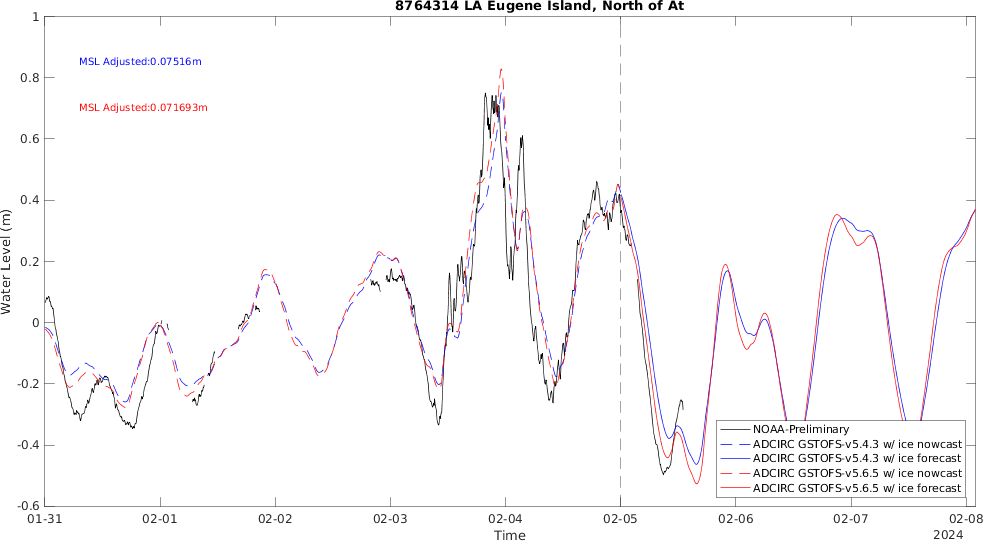 8764314 LA Eugene Island, North of At
1
0.8
0.6
0.4
0.2
0
-0.2
-0.4
-0.6
Water Level (m)
MSL Adjusted:0.07516m
MSL Adjusted:0.071693m
NOAA-Preliminary
ADCIRC GSTOFS-v5.4.3 w/ ice nowcast
ADCIRC GSTOFS-v5.4.3 w/ ice forecast
ADCIRC GSTOFS-v5.6.5 w/ ice nowcast
ADCIRC GSTOFS-v5.6.5 w/ ice forecast
01-31 02-01 02-02 02-03 02-04 02-05 02-06 02-07 02-08
Time
2024